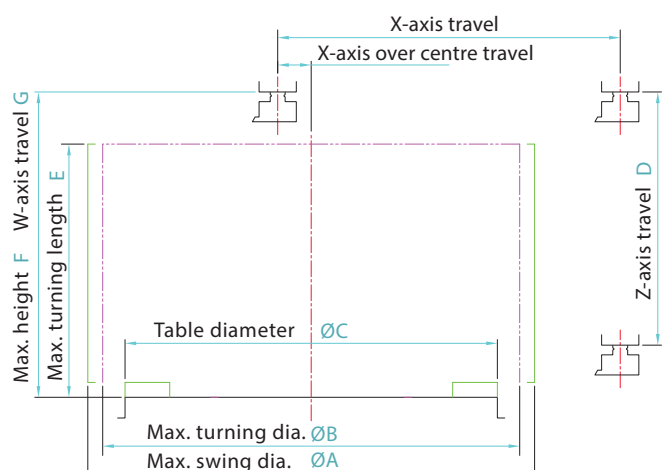 X-axis travel
X-axis over centre travel
Max. height F W-axis travel G
Max. turning length E
Z-axis travel D
Table diameter ØC
Max. turning dia. ØB
Max. swing dia. ØA